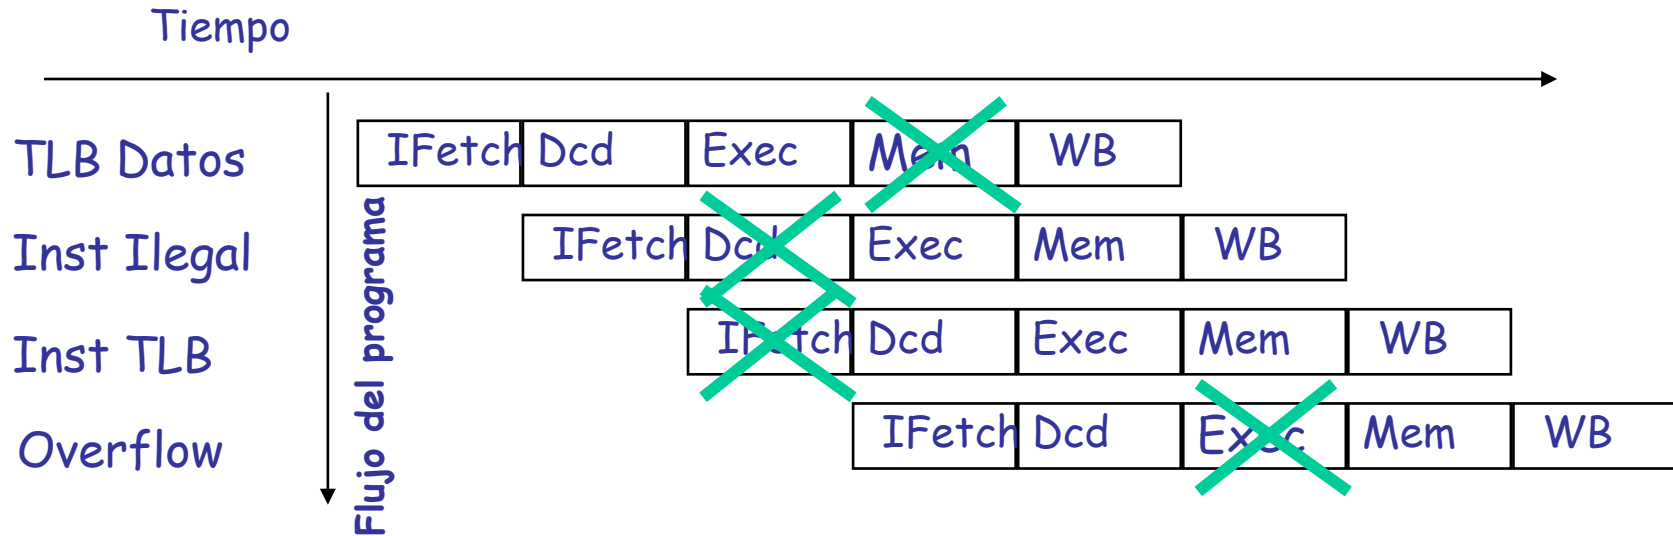 Tiempo
TLB Datos IFetch Dcd Exec Mem WB
Inst Ilegal IFetch Dcd Exec Mem WB
Inst TLB IFetch Dcd Exec Mem WB
Overflow IFetch Dcd Exec Mem WB
Flujo del programa